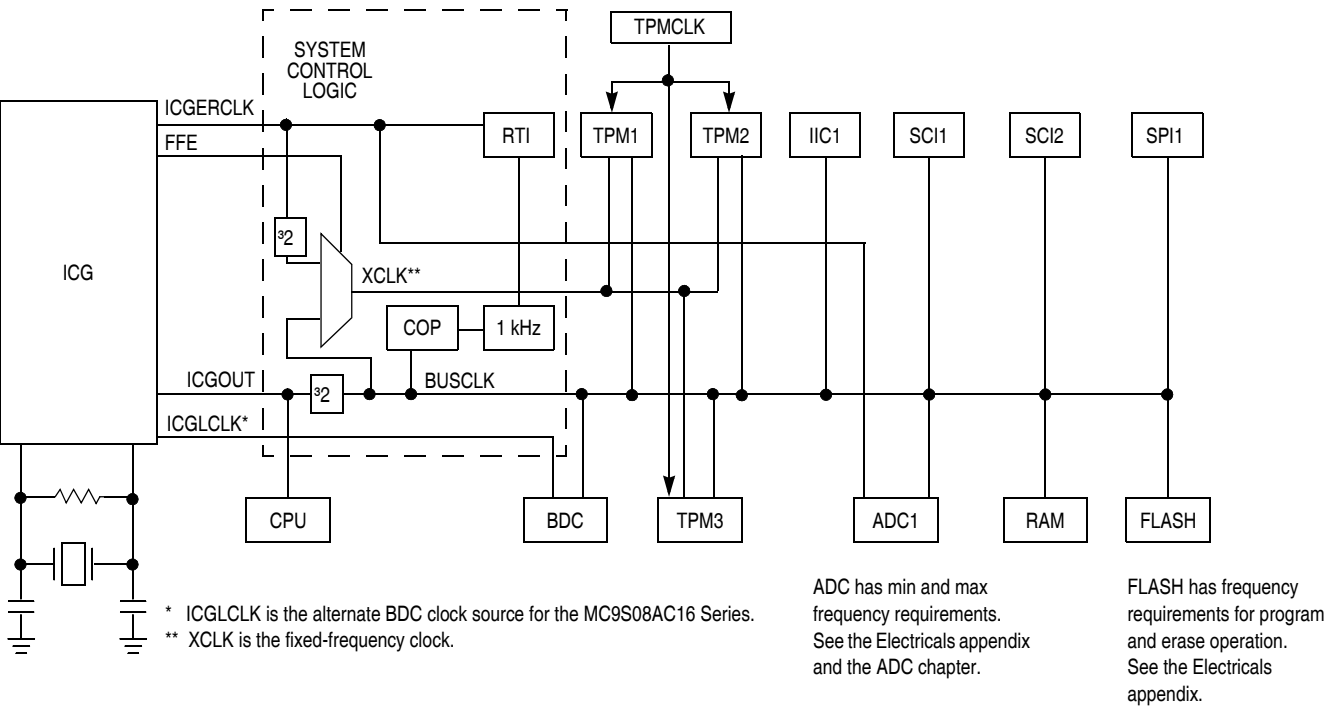 TPMCLK
SYSTEM
CONTROL
LOGIC
ICGERCLK
FFE
RTI
TPM1
TPM2
IIC1
SCI1
SCI2
SPI1
³2
ICG
XCLK**
COP
1 kHz
ICGOUT
³2
BUSCLK
ICGLCLK*
CPU
BDC
TPM3
ADC1
RAM
FLASH
* ICGLCLK is the alternate BDC clock source for the MC9S08AC16 Series.
** XCLK is the fixed-frequency clock.
ADC has min and max
frequency requirements.
See the Electricals appendix
and the ADC chapter.
FLASH has frequency
requirements for program
and erase operation.
See the Electricals
appendix.